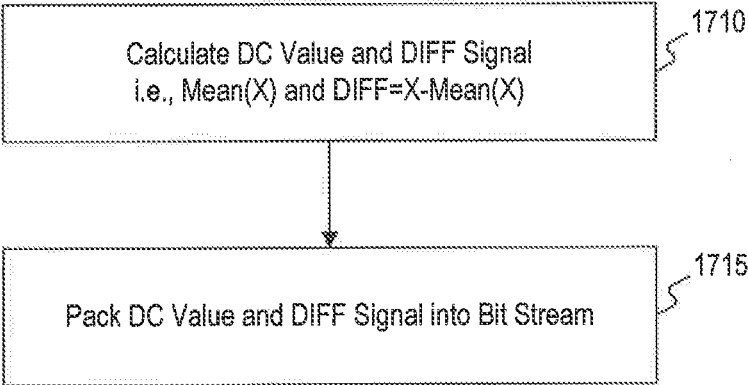 Calculate DC Value and DIFF Signal
i.e., Mean(X) and DIFF=X-Mean(X)
1710
Pack DC Value and DIFF Signal into Bit Stream
1715